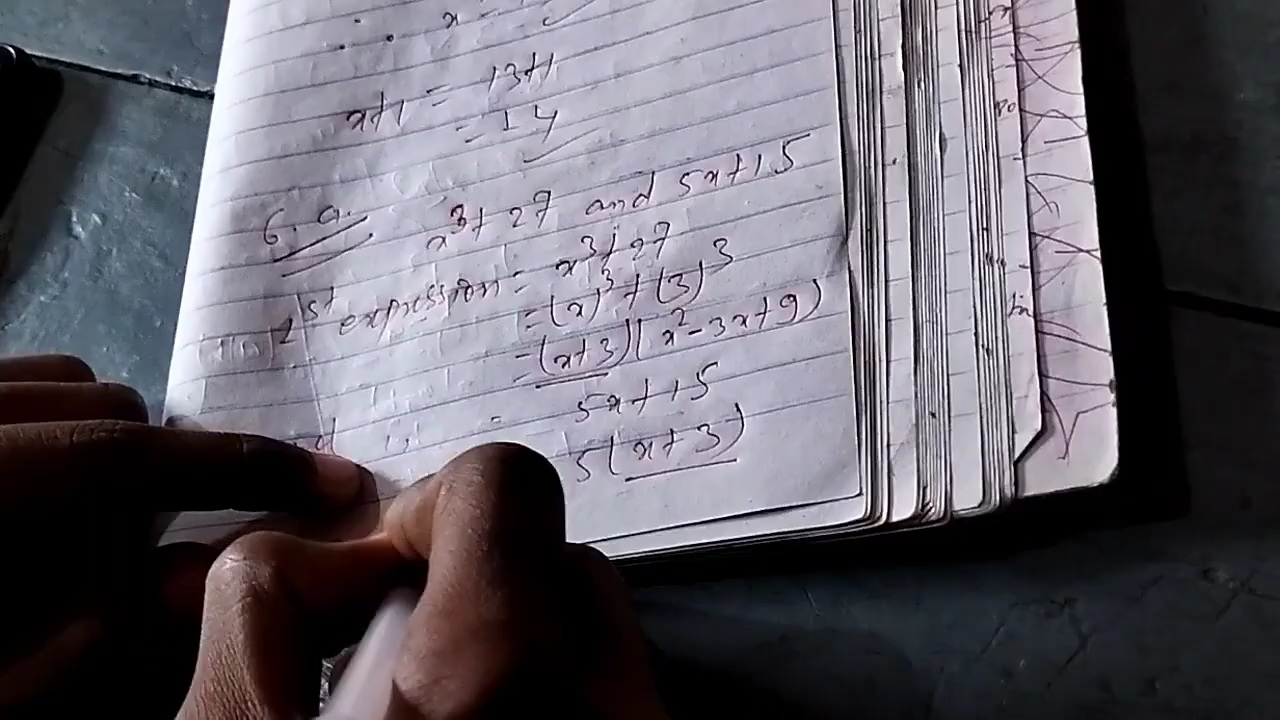 ∴ x
x+1 = 13+1
= 14
6. a. x³+27 and 5x+15
1st expression = x³+27
= (x)³+(3)³
= (x+3)(x²-3x+9)
5x+15
5(x+3)